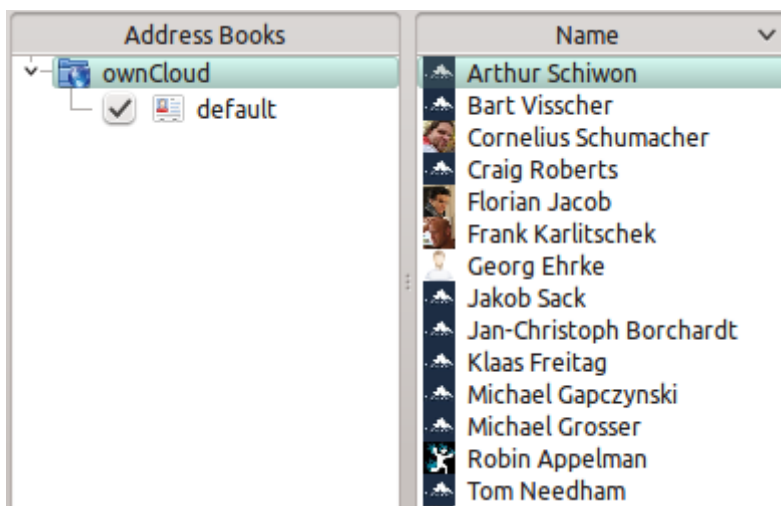 Address Books
ownCloud
default
Name
Arthur Schiwon
Bart Visscher
Cornelius Schumacher
Craig Roberts
Florian Jacob
Frank Karlitschek
Georg Ehrke
Jakob Sack
Jan-Christoph Borchardt
Klaas Freitag
Michael Gapczynski
Michael Grosser
Robin Appelman
Tom Needham